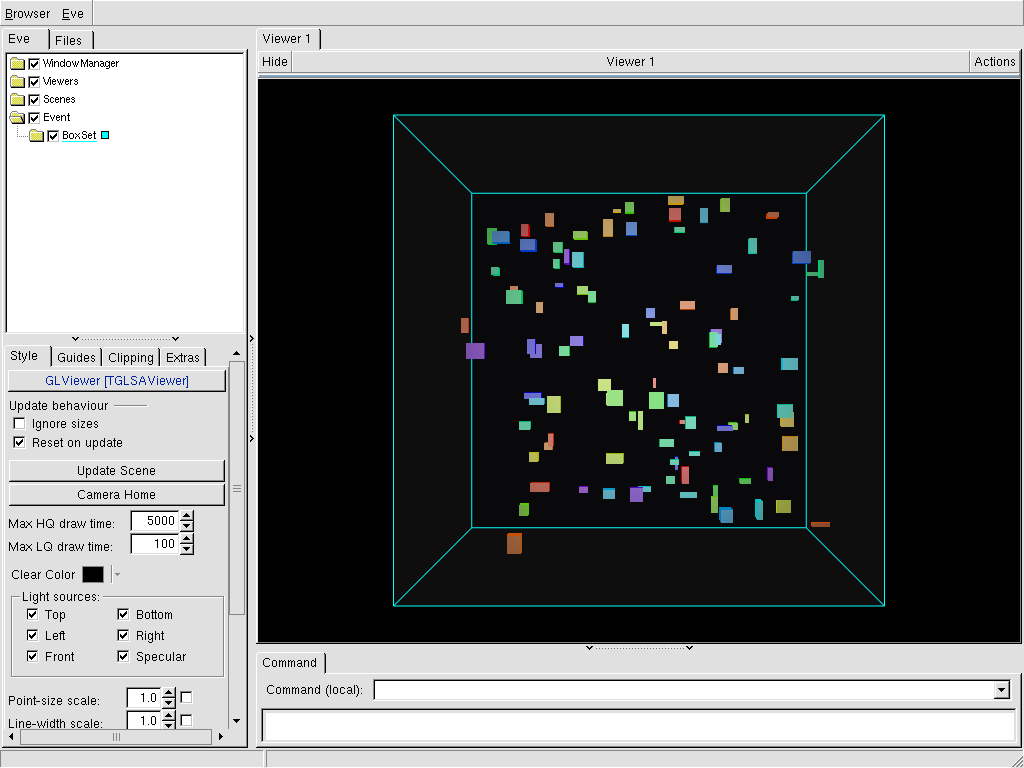 Browser Eve
Eve Files
WindowManager
Viewers
Scenes
Event
BoxSet
Style Guides Clipping Extras
GLViewer [TGLSAViewer]
Update behaviour
Ignore sizes
Reset on update
Update Scene
Camera Home
Max HQ draw time: 5000
Max LQ draw time: 100
Clear Color
Light sources:
Top Bottom
Left Right
Front Specular
Point-size scale: 1.0
Line-width scale: 1.0
Viewer 1
Hide Viewer 1 Actions
Command
Command (local):